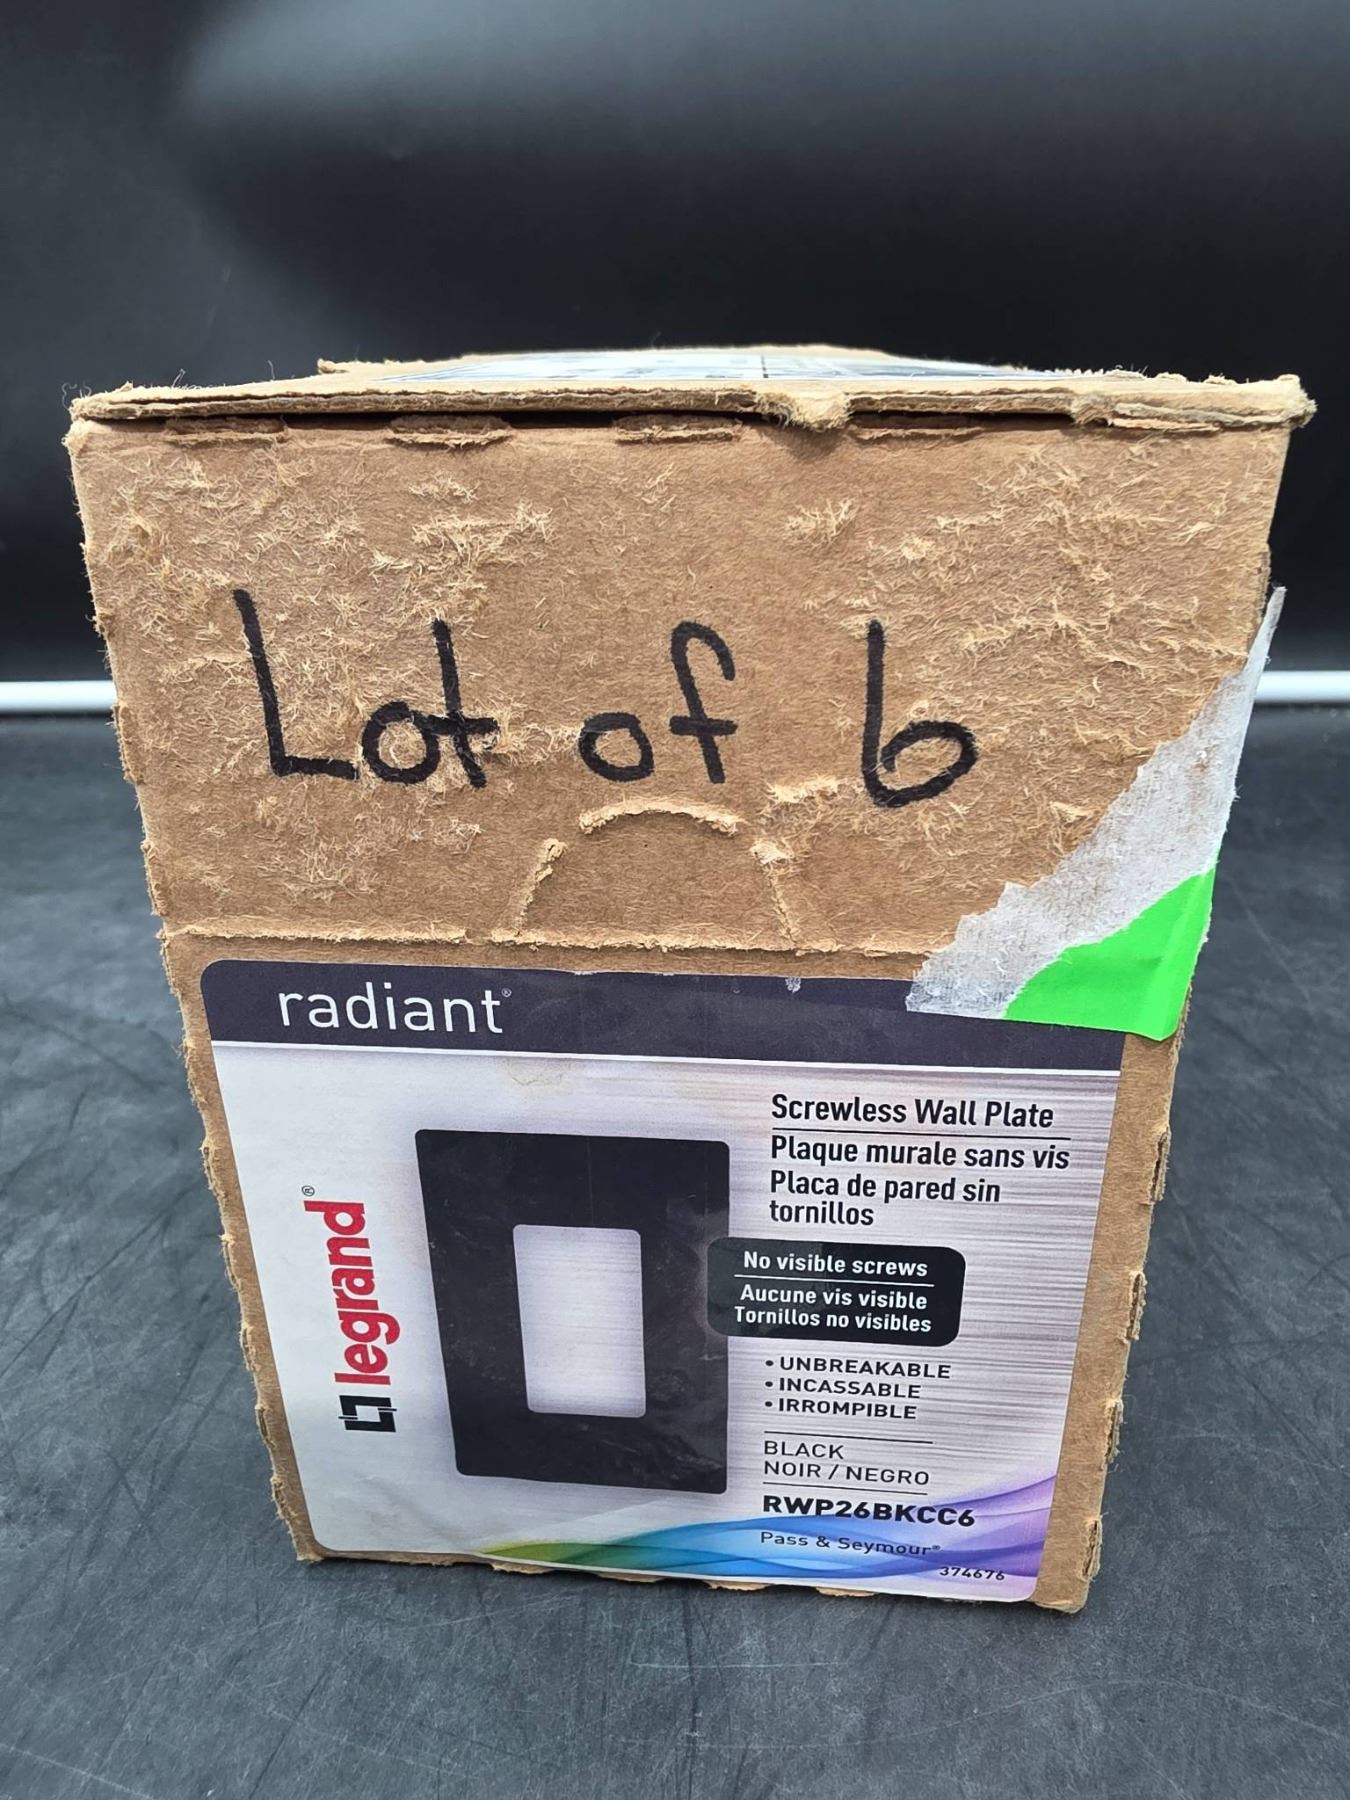 Lot of 6
radiant®
legrand®
Screwless Wall Plate
Plaque murale sans vis
Placa de pared sin
tornillos
No visible screws
Aucune vis visible
Tornillos no visibles
• UNBREAKABLE
• INCASSABLE
• IRROMPIBLE
BLACK
NOIR / NEGRO
RWP26BKCC6
Pass & Seymour®
374676